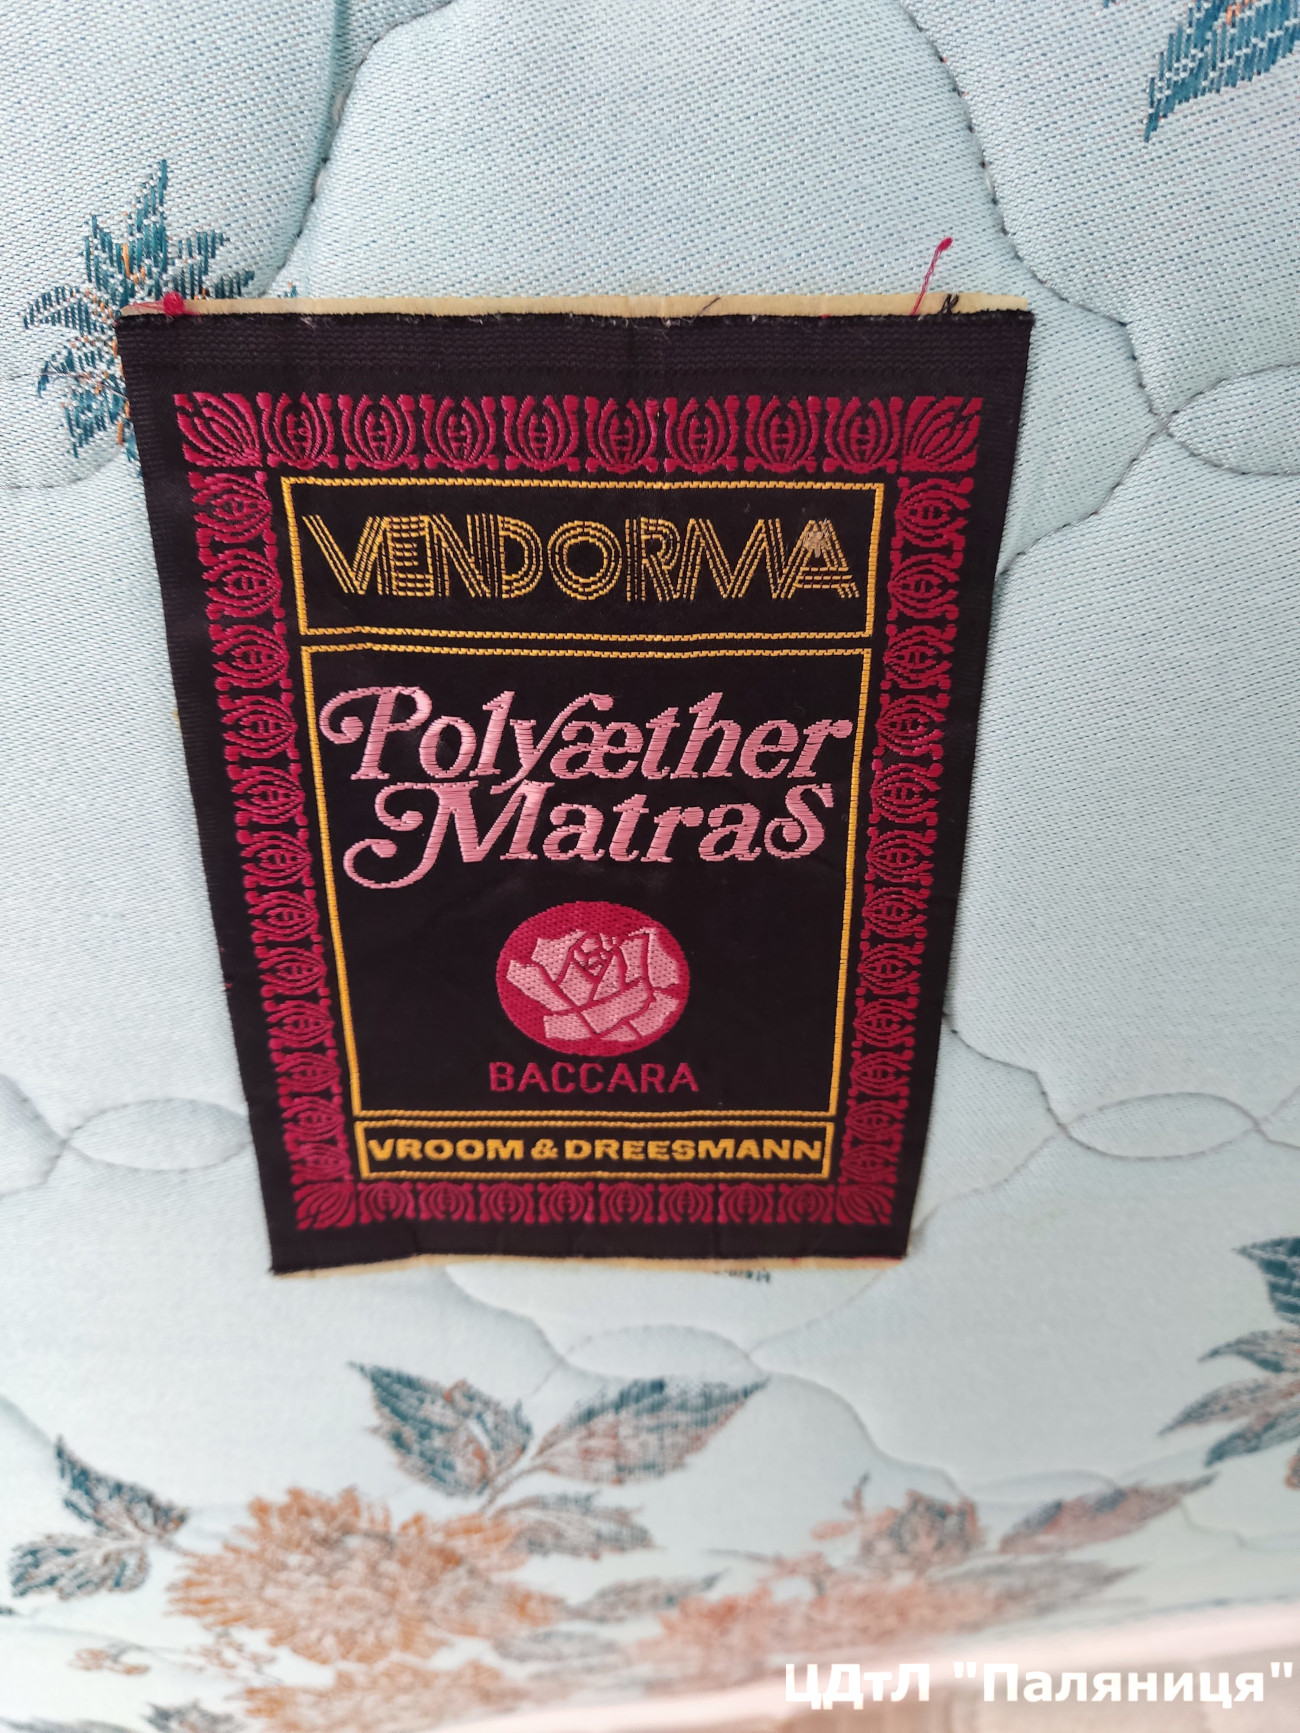 VENDORMA
Polyæther
Matras
BACCARA
VROOM & DREESMANN
ЦДтЛ "Паляниця"